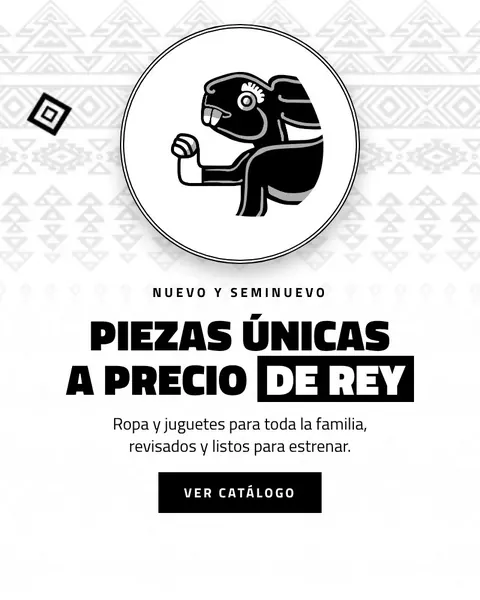 NUEVO Y SEMINUEVO
PIEZAS ÚNICAS
A PRECIO DE REY
Ropa y juguetes para toda la familia,
revisados y listos para estrenar.
VER CATÁLOGO